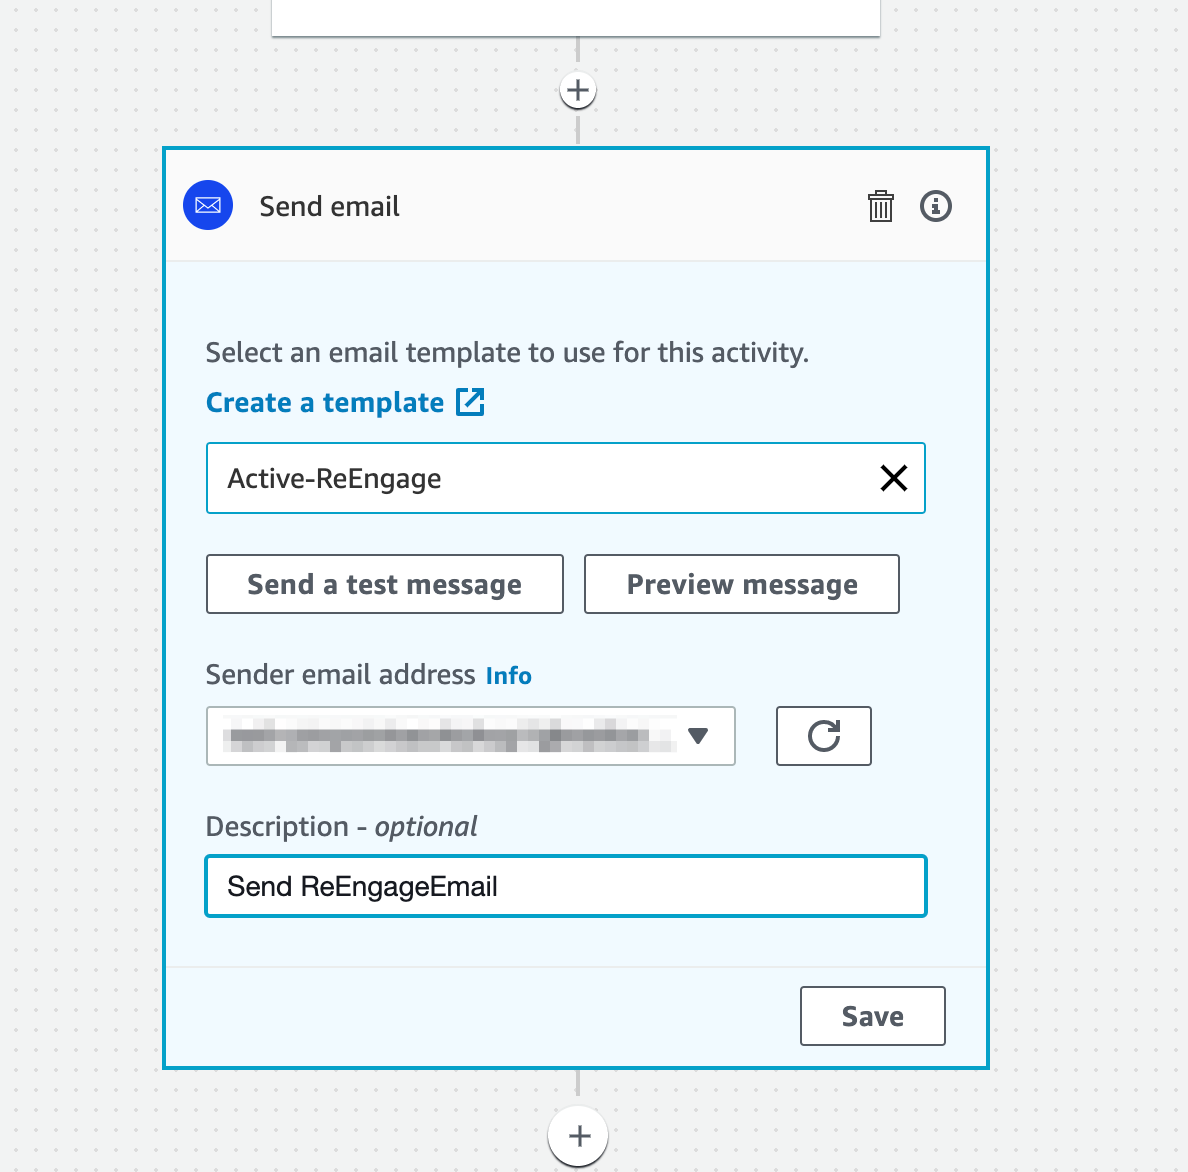 Send email
Select an email template to use for this activity.
Create a template
Active-ReEngage
Send a test message
Preview message
Sender email address Info
Description - optional
Send ReEngageEmail
Save